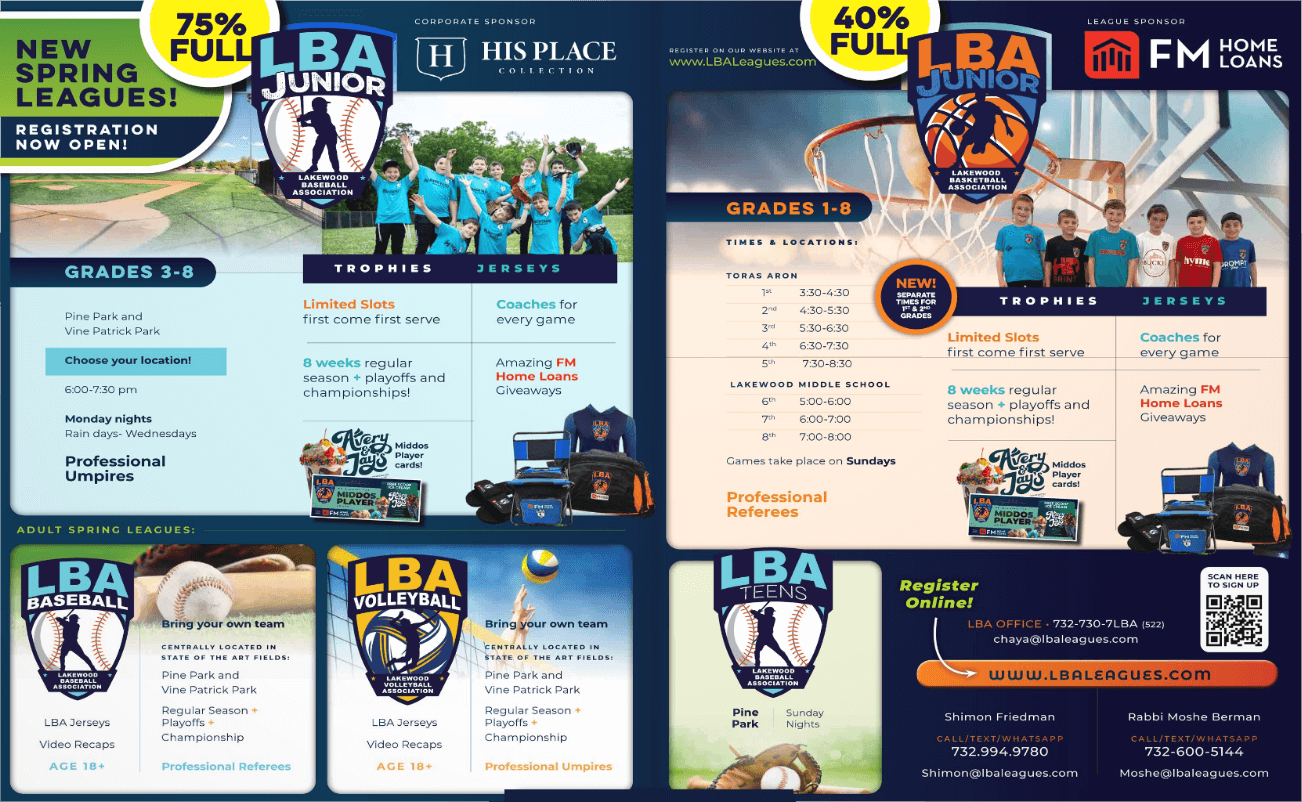 75%
FULL
NEW
SPRING
LEAGUES!
REGISTRATION
NOW OPEN!
LBA
JUNIOR
LAKEWOOD
BASEBALL
ASSOCIATION
CORPORATE SPONSOR
H
HIS PLACE
COLLECTION
GRADES 3-8
Pine Park and
Vine Patrick Park
Choose your location!
6:00-7:30 pm
Monday nights
Rain days- Wednesdays
Professional
Umpires
TROPHIES JERSEYS
Limited Slots
first come first serve
Coaches for
every game
8 weeks regular
season + playoffs and
championships!
Amazing FM
Home Loans
Giveaways
Avery
&
Jays
Middos
Player
cards!
LBA
MIDDOS
PLAYER
ADULT SPRING LEAGUES:
LBA
BASEBALL
LAKEWOOD
BASEBALL
ASSOCIATION
LBA Jerseys
Video Recaps
AGE 18+
Bring your own team
CENTRALLY LOCATED IN
STATE OF THE ART FIELDS:
Pine Park and
Vine Patrick Park
Regular Season +
Playoffs +
Championship
Professional Referees
LBA
VOLLEYBALL
LAKEWOOD
VOLLEYBALL
ASSOCIATION
LBA Jerseys
Video Recaps
AGE 18+
Bring your own team
CENTRALLY LOCATED IN
STATE OF THE ART FIELDS:
Pine Park and
Vine Patrick Park
Regular Season +
Playoffs +
Championship
Professional Umpires
REGISTER ON OUR WEBSITE AT
www.LBALeagues.com
40%
FULL
LBA
JUNIOR
LAKEWOOD
BASKETBALL
ASSOCIATION
LEAGUE SPONSOR
FM HOME
LOANS
GRADES 1-8
TIMES & LOCATIONS:
TORAS ARON
1st 3:30-4:30
2nd 4:30-5:30
3rd 5:30-6:30
4th 6:30-7:30
5th 7:30-8:30
LAKEWOOD MIDDLE SCHOOL
6th 5:00-6:00
7th 6:00-7:00
8th 7:00-8:00
Games take place on Sundays
Professional
Referees
NEW!
SEPARATE
TIMES FOR
1ST & 2ND
GRADES
TROPHIES JERSEYS
Limited Slots
first come first serve
Coaches for
every game
8 weeks regular
season + playoffs and
championships!
Amazing FM
Home Loans
Giveaways
Avery
&
Jays
Middos
Player
cards!
LBA
MIDDOS
PLAYER
LBA
TEENS
LAKEWOOD
BASEBALL
ASSOCIATION
Pine
Park
Sunday
Nights
Register
Online!
LBA OFFICE · 732-730-7LBA (522)
chaya@lbaleagues.com
SCAN HERE
TO SIGN UP
WWW.LBALEAGUES.COM
Shimon Friedman
CALL/TEXT/WHATSAPP
732.994.9780
Shimon@lbaleagues.com
Rabbi Moshe Berman
CALL/TEXT/WHATSAPP
732-600-5144
Moshe@lbaleagues.com